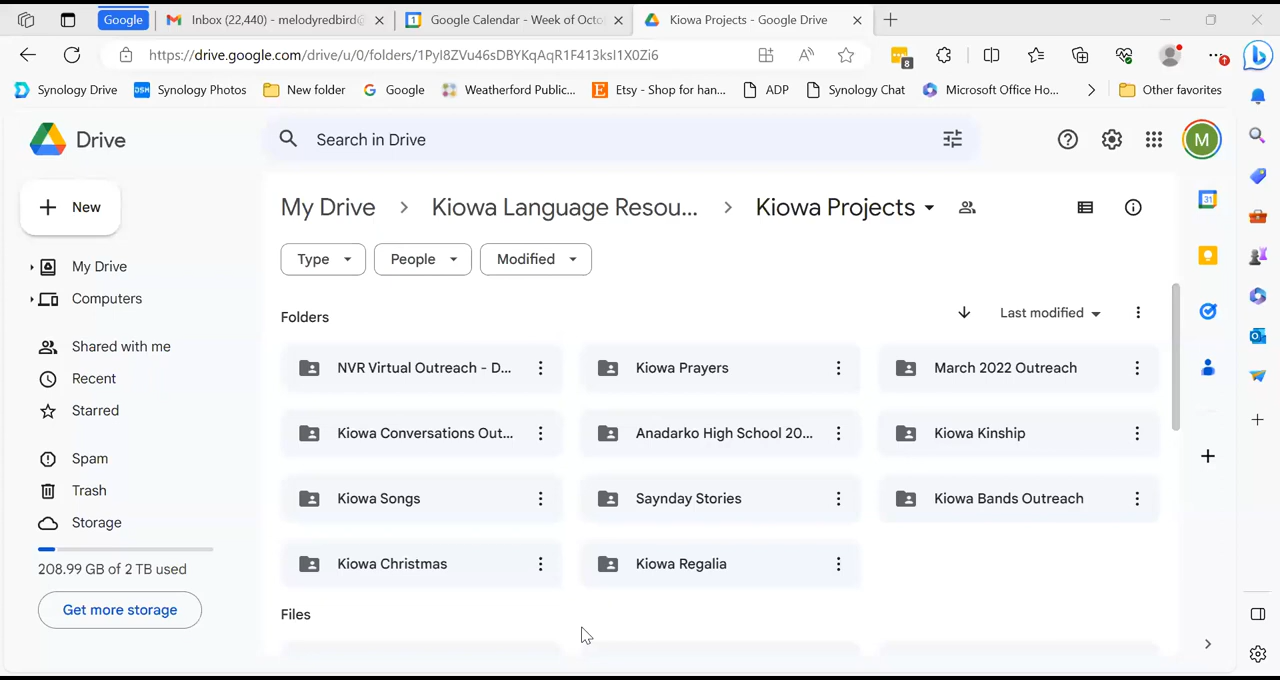 Google
Inbox (22,440) - melodyredbird@
Google Calendar - Week of Octo
Kiowa Projects - Google Drive
https://drive.google.com/drive/u/0/folders/1PyI8ZVu46sDBYKqAqR1F413ksI1X0Zi6
8
Synology Drive
DSM
Synology Photos
New folder
Google
Weatherford Public...
Etsy - Shop for han...
ADP
Synology Chat
Microsoft Office Ho...
Other favorites
Drive
Search in Drive
M
New
My Drive
Computers
Shared with me
Recent
Starred
Spam
Trash
Storage
208.99 GB of 2 TB used
Get more storage
My Drive > Kiowa Language Resou... > Kiowa Projects
Type
People
Modified
Folders
Last modified
NVR Virtual Outreach - D...
Kiowa Prayers
March 2022 Outreach
Kiowa Conversations Out...
Anadarko High School 20...
Kiowa Kinship
Kiowa Songs
Saynday Stories
Kiowa Bands Outreach
Kiowa Christmas
Kiowa Regalia
Files
31